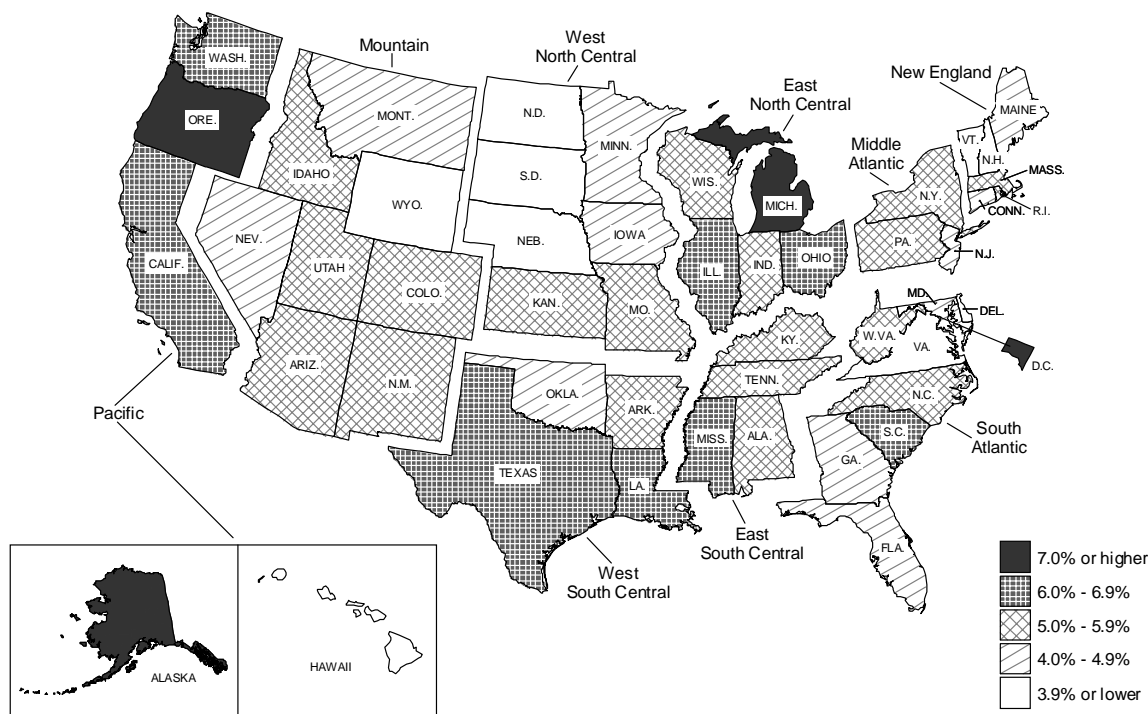 WASH.
ORE.
CALIF.
NEV.
IDAHO
Mountain
MONT.
WYO.
UTAH
COLO.
ARIZ.
N.M.
West
North Central
N.D.
S.D.
NEB.
KAN.
MINN.
IOWA
MO.
East
North Central
WIS.
MICH.
ILL.
IND.
OHIO
New England
MAINE
VT.
N.H.
MASS.
R.I.
CONN.
Middle
Atlantic
N.Y.
PA.
N.J.
MD.
DEL.
D.C.
W.VA.
VA.
N.C.
S.C.
GA.
FLA.
South
Atlantic
KY.
TENN.
MISS.
ALA.
East
South Central
OKLA.
ARK.
TEXAS
LA.
West
South Central
Pacific
ALASKA
HAWAII
7.0% or higher
6.0% - 6.9%
5.0% - 5.9%
4.0% - 4.9%
3.9% or lower